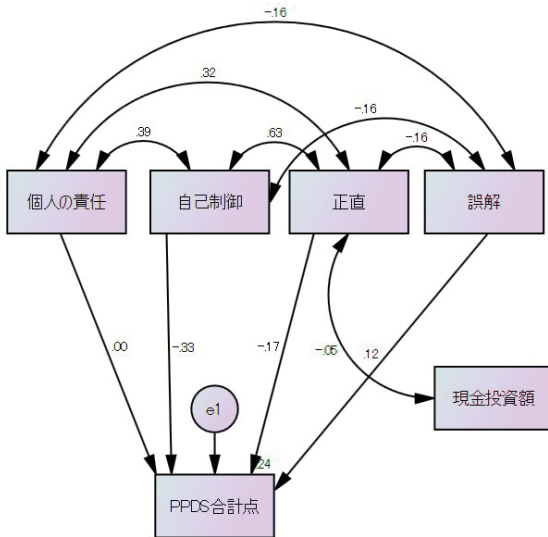 -.16
.32
-.16
.39
.63
-.16
個人の責任
自己制御
正直
誤解
.00
-.33
-.17
-.05
.12
現金投資額
e1
.24
PPDS合計点